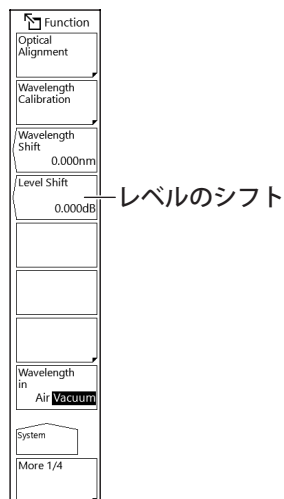 Function
Optical
Alignment
Wavelength
Calibration
Wavelength
Shift
0.000nm
Level Shift
0.000dB
レベルのシフト
Wavelength
in
Air Vacuum
System
More 1/4